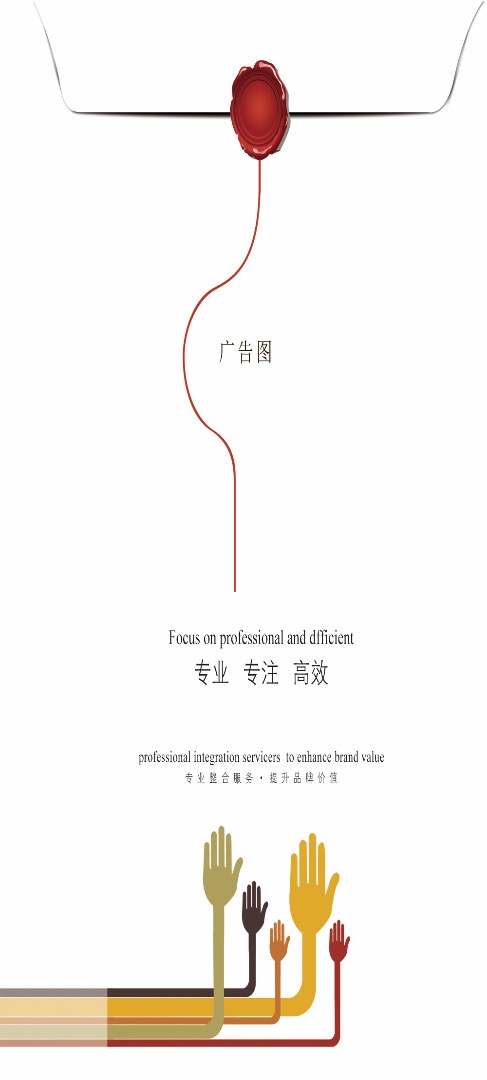 广告图
Focus on professional and dfficient
专业 专注 高效
professional integration servicers to enhance brand value
专业整合服务·提升品牌价值